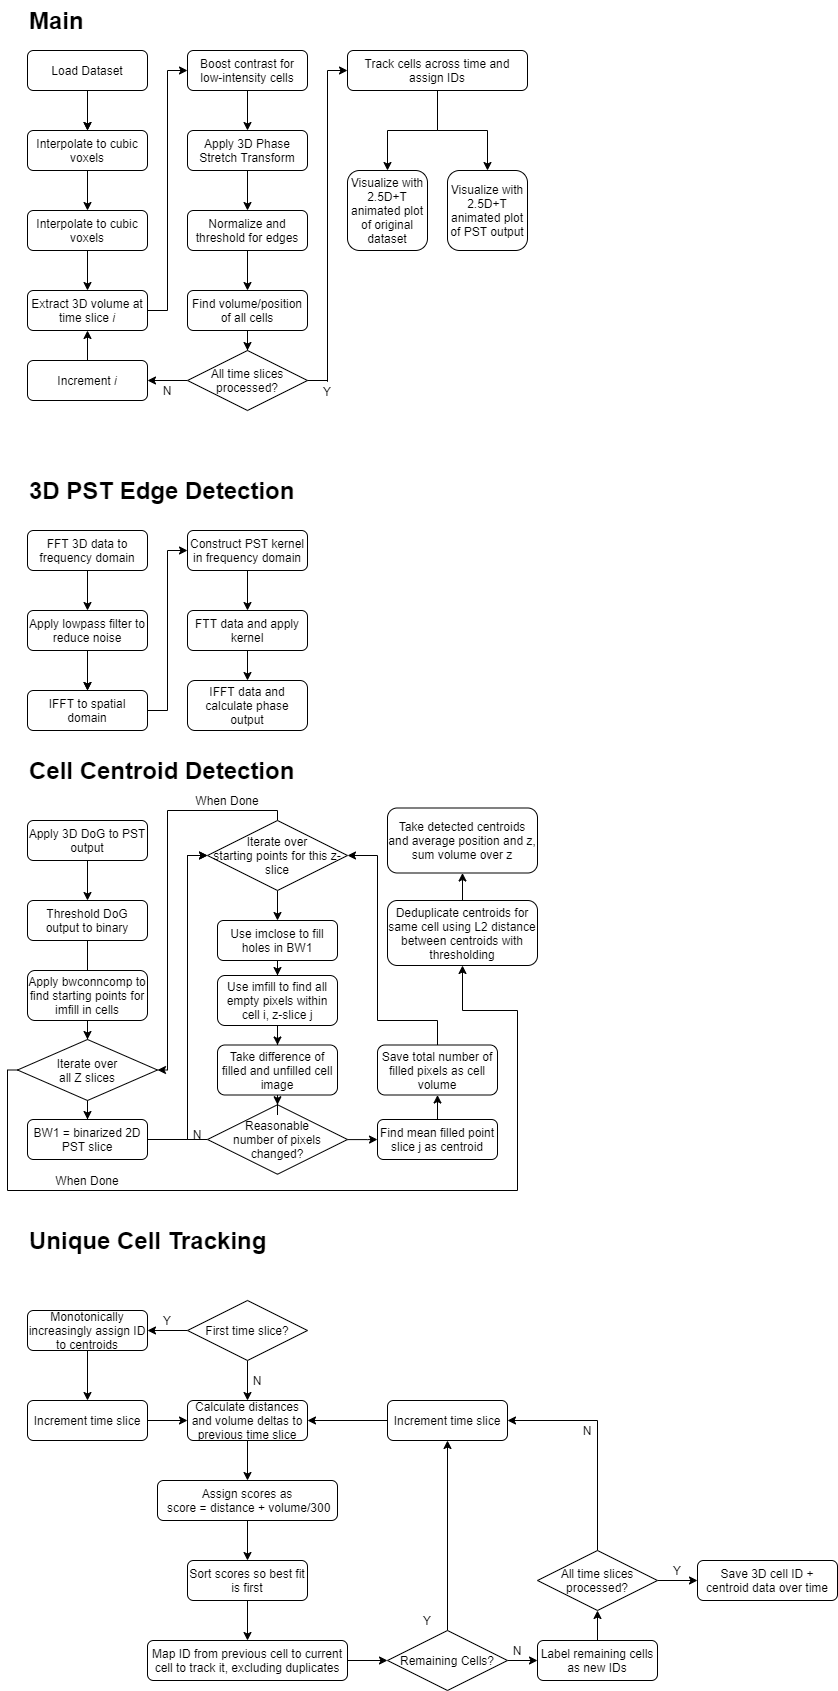 Main
Load Dataset
Interpolate to cubic
voxels
Interpolate to cubic
voxels
Extract 3D volume at
time slice i
Increment i
Boost contrast for
low-intensity cells
Apply 3D Phase
Stretch Transform
Normalize and
threshold for edges
Find volume/position
of all cells
All time slices
processed?
N
Y
Track cells across time and
assign IDs
Visualize with
2.5D+T
animated plot
of original
dataset
Visualize with
2.5D+T
animated plot
of PST output
3D PST Edge Detection
FFT 3D data to
frequency domain
Apply lowpass filter to
reduce noise
IFFT to spatial
domain
Construct PST kernel
in frequency domain
FTT data and apply
kernel
IFFT data and
calculate phase
output
Cell Centroid Detection
When Done
Apply 3D DoG to PST
output
Threshold DoG
output to binary
Apply bwconncomp to
find starting points for
imfill in cells
Iterate over
all Z slices
BW1 = binarized 2D
PST slice
When Done
Iterate over
starting points for this z-
slice
Use imclose to fill
holes in BW1
Use imfill to find all
empty pixels within
cell i, z-slice j
Take difference of
filled and unfilled cell
image
Reasonable
number of pixels
changed?
N
Find mean filled point
slice j as centroid
Save total number of
filled pixels as cell
volume
Deduplicate centroids for
same cell using L2 distance
between centroids with
thresholding
Take detected centroids
and average position and z,
sum volume over z
Unique Cell Tracking
First time slice?
Y
N
Monotonically
increasingly assign ID
to centroids
Increment time slice
Calculate distances
and volume deltas to
previous time slice
Assign scores as
score = distance + volume/300
Sort scores so best fit
is first
Map ID from previous cell to current
cell to track it, excluding duplicates
Remaining Cells?
Y
N
Increment time slice
Label remaining cells
as new IDs
All time slices
processed?
N
Y
Save 3D cell ID +
centroid data over time